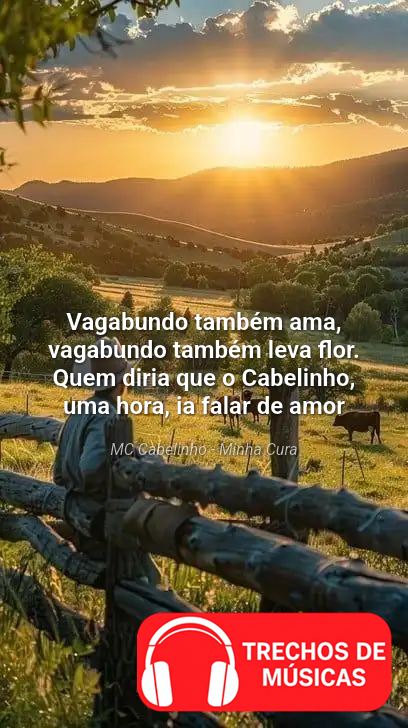 Vagabundo também ama,
vagabundo também leva flor.
Quem diria que o Cabelinho,
uma hora, ia falar de amor
MC Cabelinho - Minha Cura
TRECHOS DE
MÚSICAS